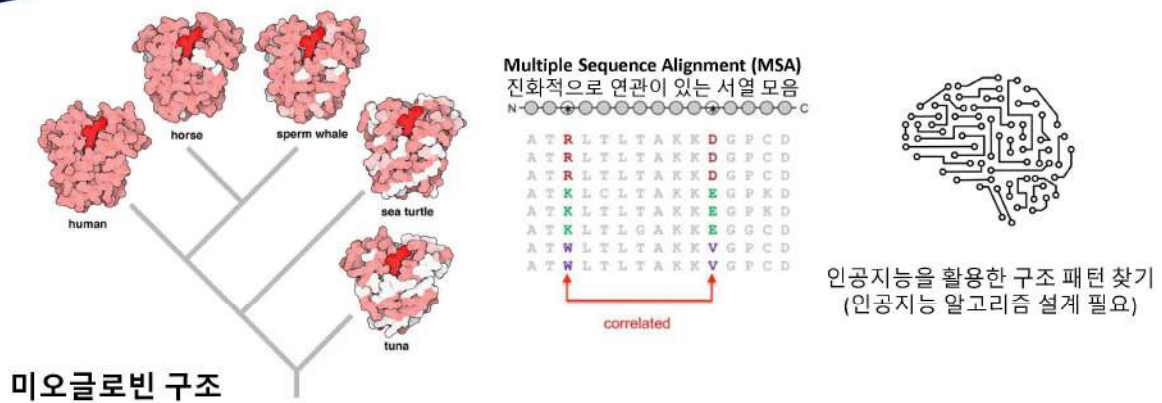 horse
sperm whale
human
sea turtle
tuna
미오글로빈 구조
Multiple Sequence Alignment (MSA)
진화적으로 연관이 있는 서열 모음
N * * C
A T R L T L T A K K D G P C D
A T R L T L T A K K D G P C D
A T R L T L T A K K D G P C D
A T K L C L T A K K E G P K D
A T K L T L T A K K E G P K D
A T K L T L G A K K E G G C D
A T W L T L T A K K V G P C D
A T W L T L T A K K V G P C D
correlated
인공지능을 활용한 구조 패턴 찾기
(인공지능 알고리즘 설계 필요)